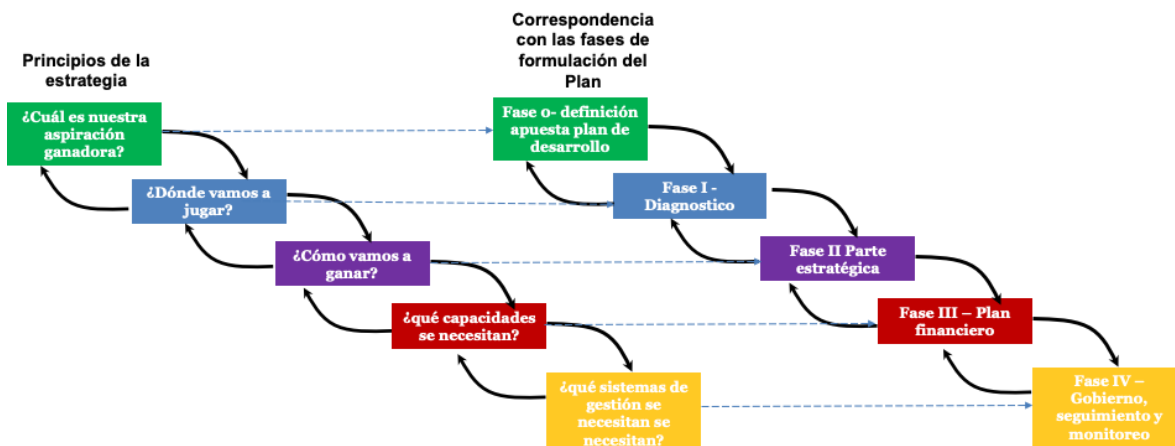 Principios de la
estrategia
¿Cuál es nuestra
aspiración
ganadora?
¿Dónde vamos a
jugar?
¿Cómo vamos a
ganar?
¿qué capacidades
se necesitan?
¿qué sistemas de
gestión se
necesitan se
necesitan?
Correspondencia
con las fases de
formulación del
Plan
Fase 0- definición
apuesta plan de
desarrollo
Fase I -
Diagnostico
Fase II Parte
estratégica
Fase III – Plan
financiero
Fase IV –
Gobierno,
seguimiento y
monitoreo